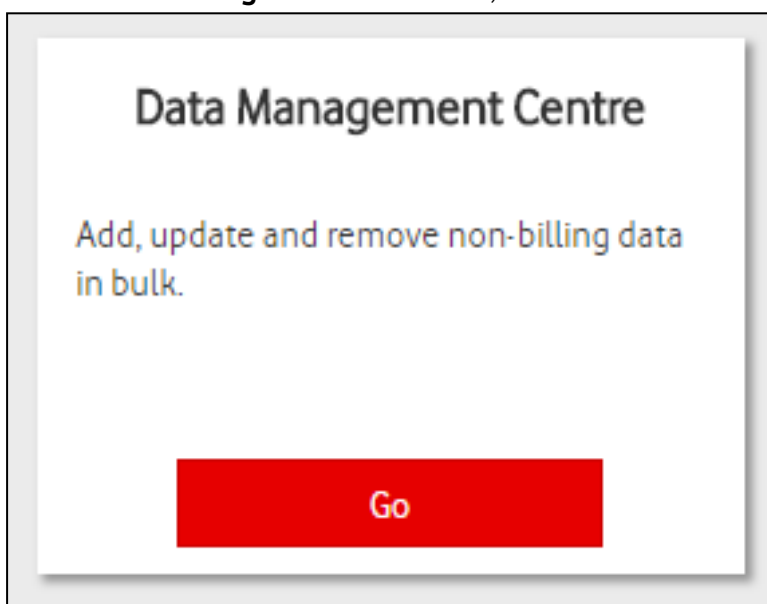 Data Management Centre
Add, update and remove non-billing data
in bulk.
Go